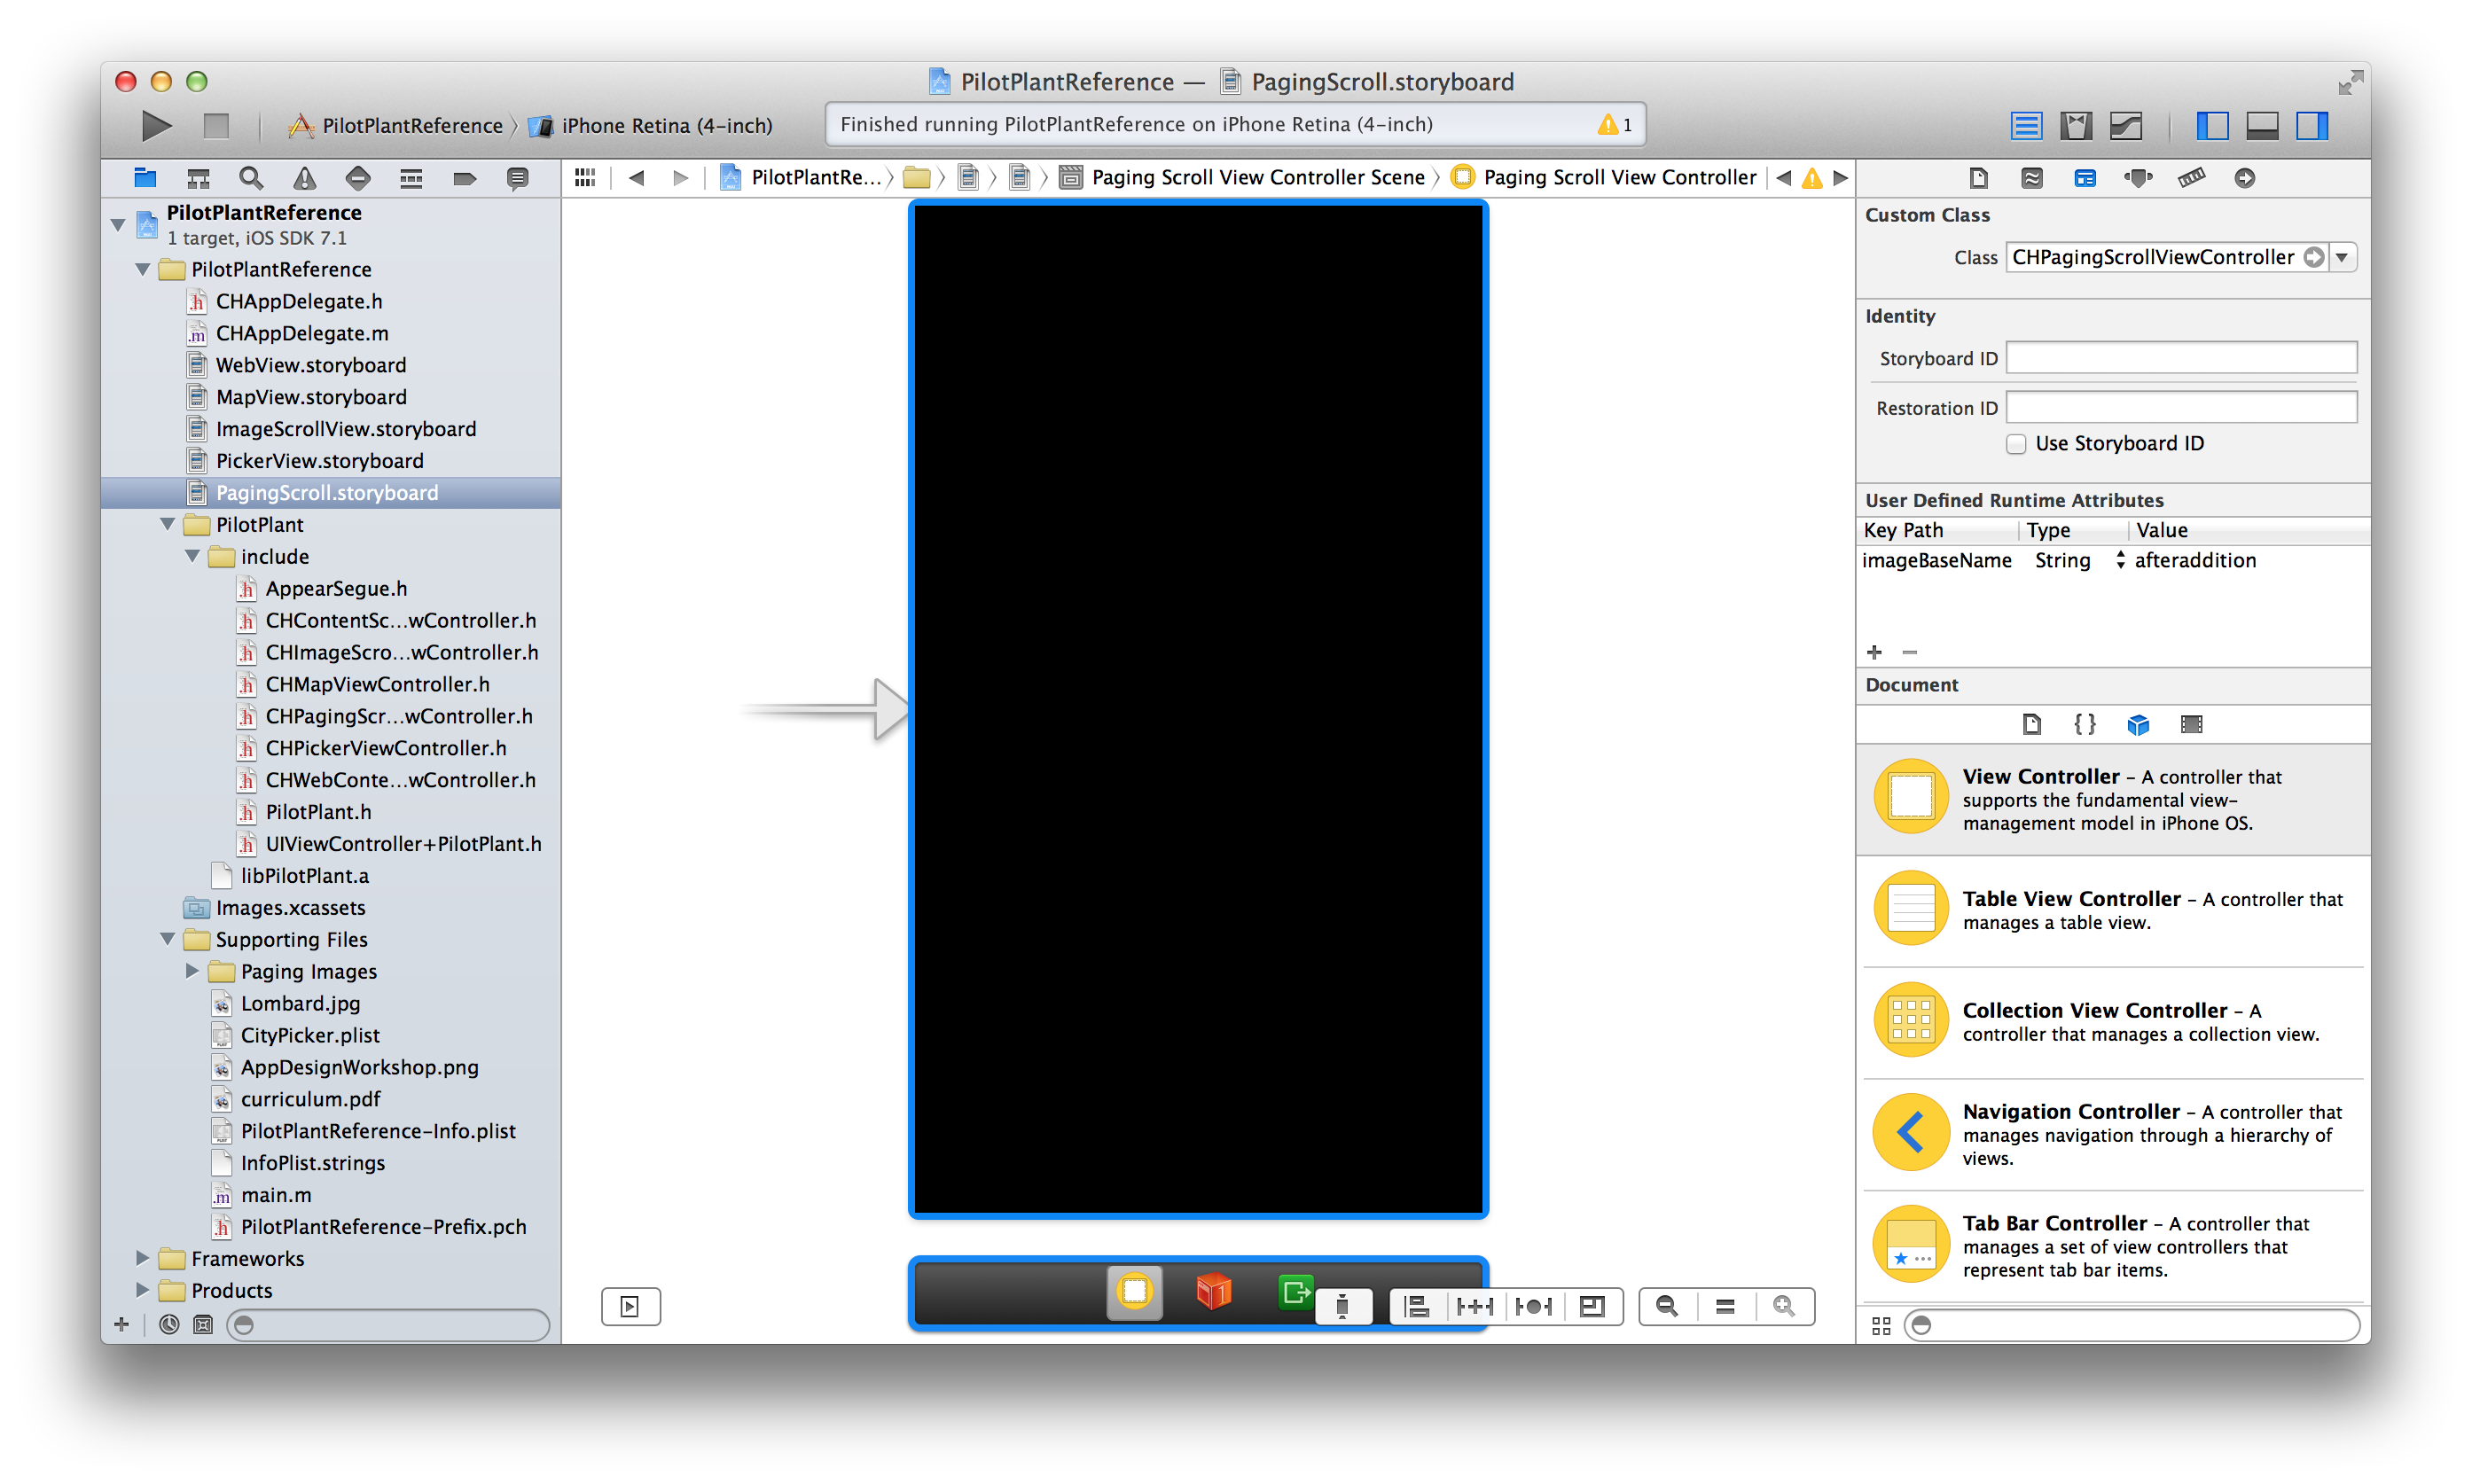 PilotPlantReference — PagingScroll.storyboard
PilotPlantReference iPhone Retina (4-inch)
Finished running PilotPlantReference on iPhone Retina (4-inch) 1
PilotPlantRe... Paging Scroll View Controller Scene Paging Scroll View Controller
PilotPlantReference
1 target, iOS SDK 7.1
PilotPlantReference
CHAppDelegate.h
CHAppDelegate.m
WebView.storyboard
MapView.storyboard
ImageScrollView.storyboard
PickerView.storyboard
PagingScroll.storyboard
PilotPlant
include
AppearSegue.h
CHContentSc...wController.h
CHImageScro...wController.h
CHMapViewController.h
CHPagingScr...wController.h
CHPickerViewController.h
CHWebConte...wController.h
PilotPlant.h
UIViewController+PilotPlant.h
libPilotPlant.a
Images.xcassets
Supporting Files
Paging Images
Lombard.jpg
CityPicker.plist
AppDesignWorkshop.png
curriculum.pdf
PilotPlantReference-Info.plist
InfoPlist.strings
main.m
PilotPlantReference-Prefix.pch
Frameworks
Products
Custom Class
Class CHPagingScrollViewController
Identity
Storyboard ID
Restoration ID
Use Storyboard ID
User Defined Runtime Attributes
Key Path Type Value
imageBaseName String afteraddition
Document
View Controller – A controller that
supports the fundamental view-
management model in iPhone OS.
Table View Controller – A controller that
manages a table view.
Collection View Controller – A
controller that manages a collection view.
Navigation Controller – A controller that
manages navigation through a hierarchy of
views.
Tab Bar Controller – A controller that
manages a set of view controllers that
represent tab bar items.